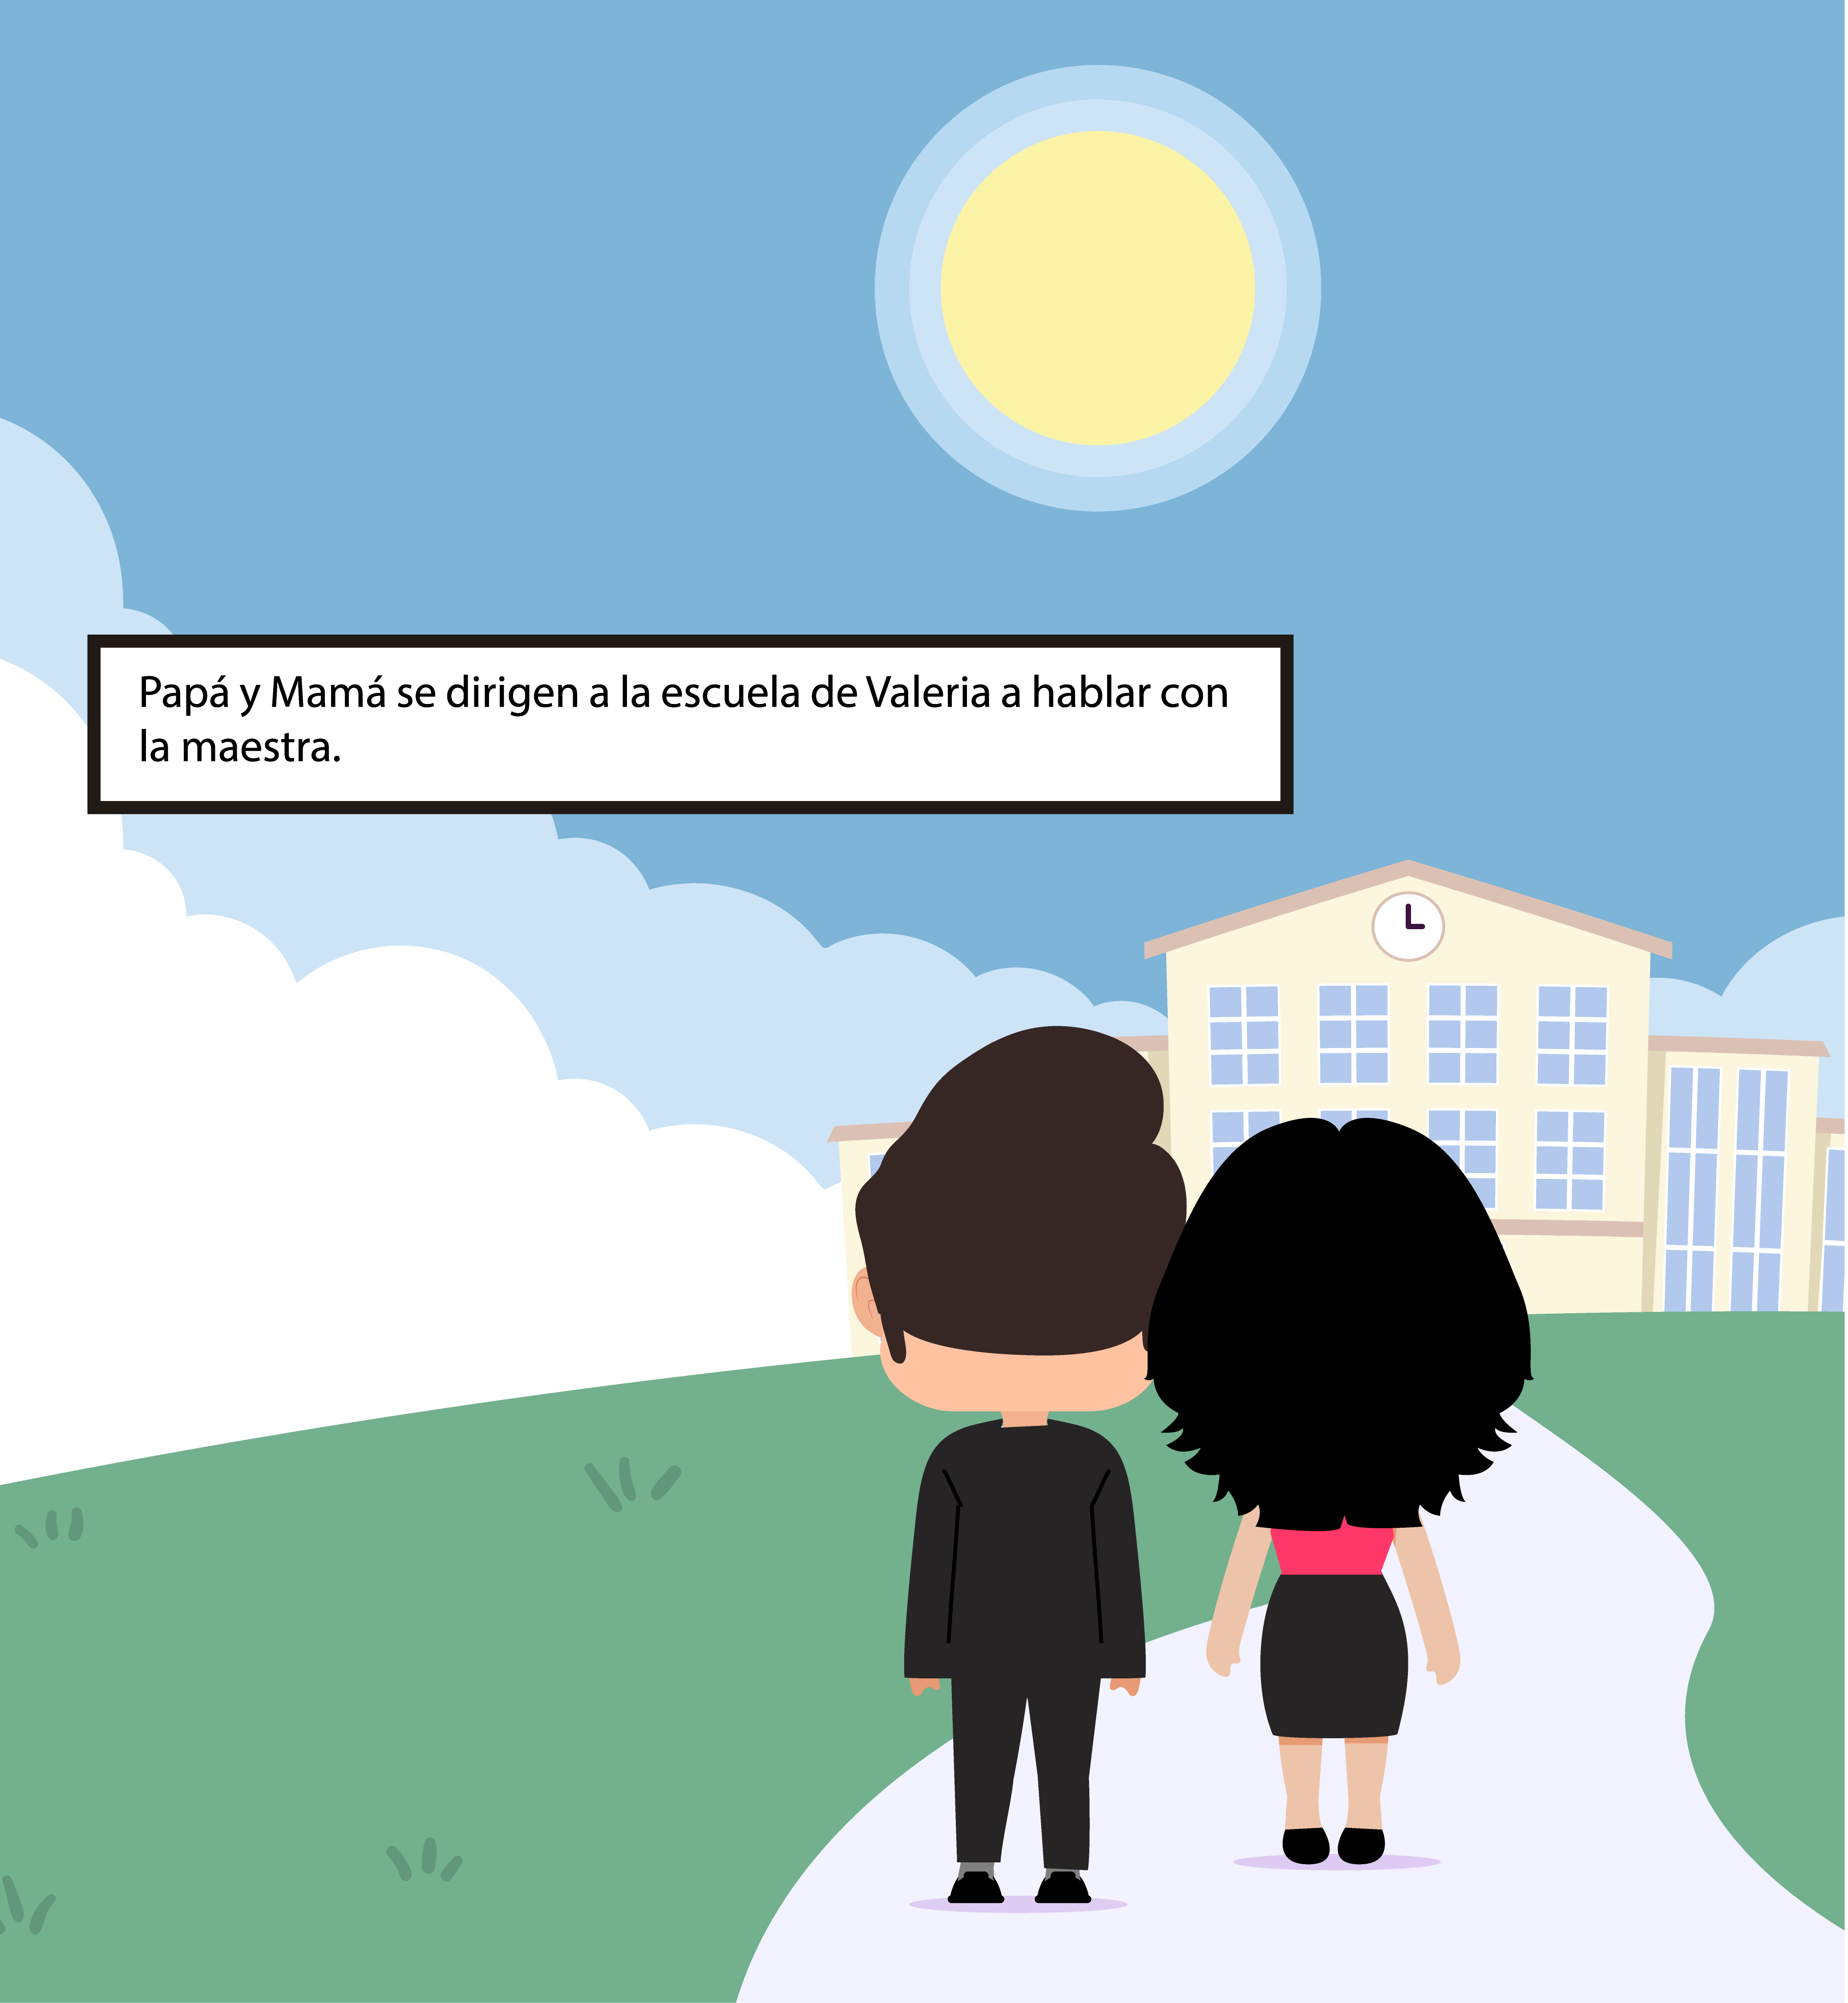 Papá y Mamá se dirigen a la escuela de Valeria a hablar con
la maestra.